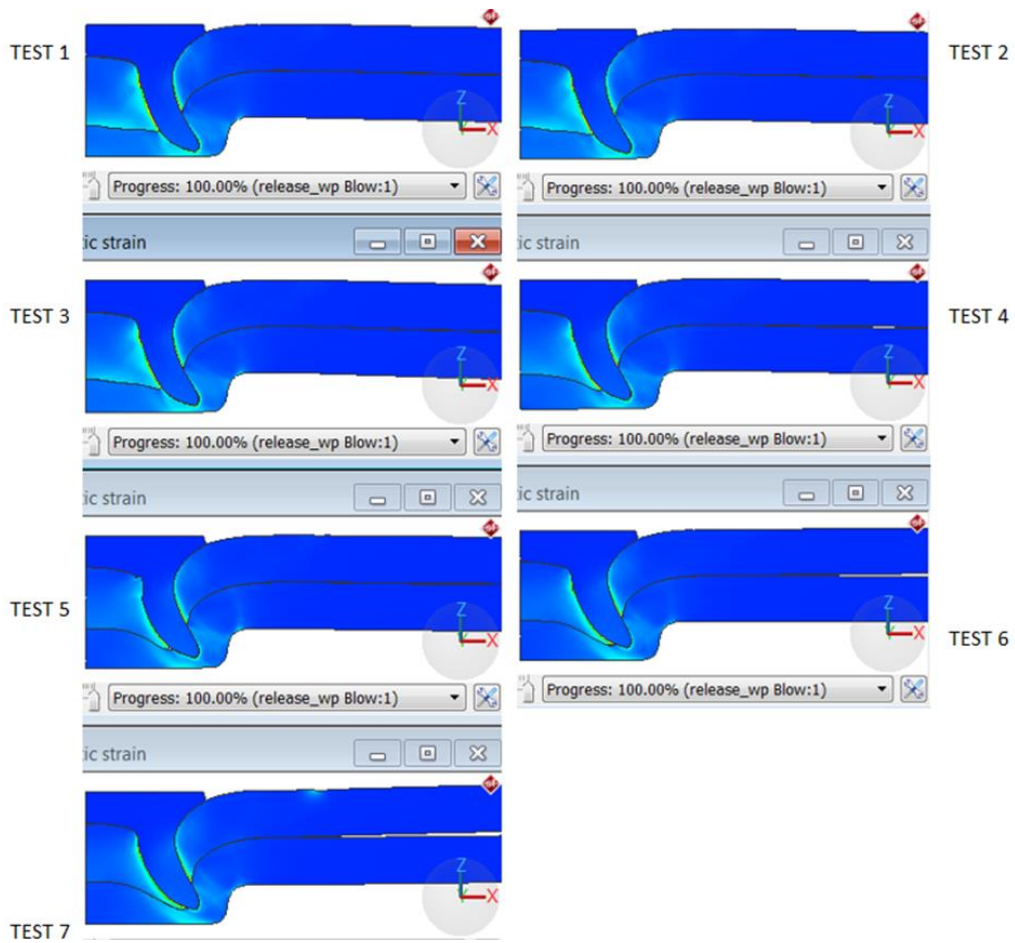 TEST 1
TEST 2
Z
X
Z
X
Progress: 100.00% (release_wp Blow:1)
Progress: 100.00% (release_wp Blow:1)
tic strain
tic strain
TEST 3
TEST 4
Z
X
Z
X
Progress: 100.00% (release_wp Blow:1)
Progress: 100.00% (release_wp Blow:1)
tic strain
tic strain
TEST 5
TEST 6
Z
X
Z
X
Progress: 100.00% (release_wp Blow:1)
Progress: 100.00% (release_wp Blow:1)
tic strain
Z
X
TEST 7